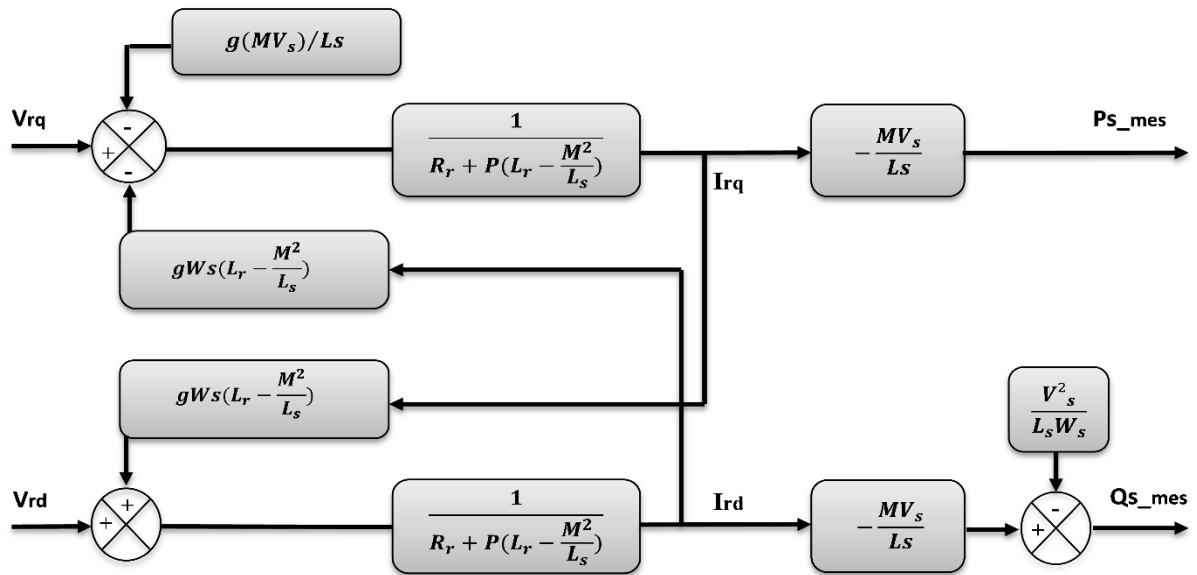 g(MVₛ)/Ls
Vrq
-
+
-
1
Rᵣ + P(Lᵣ − M²/Lₛ)
− MVₛ/Ls
Ps_mes
Irq
gWs(Lᵣ − M²/Lₛ)
gWs(Lᵣ − M²/Lₛ)
V²ₛ
LₛWₛ
Vrd
+
+
1
Rᵣ + P(Lᵣ − M²/Lₛ)
Ird
− MVₛ/Ls
-
+
Qs_mes